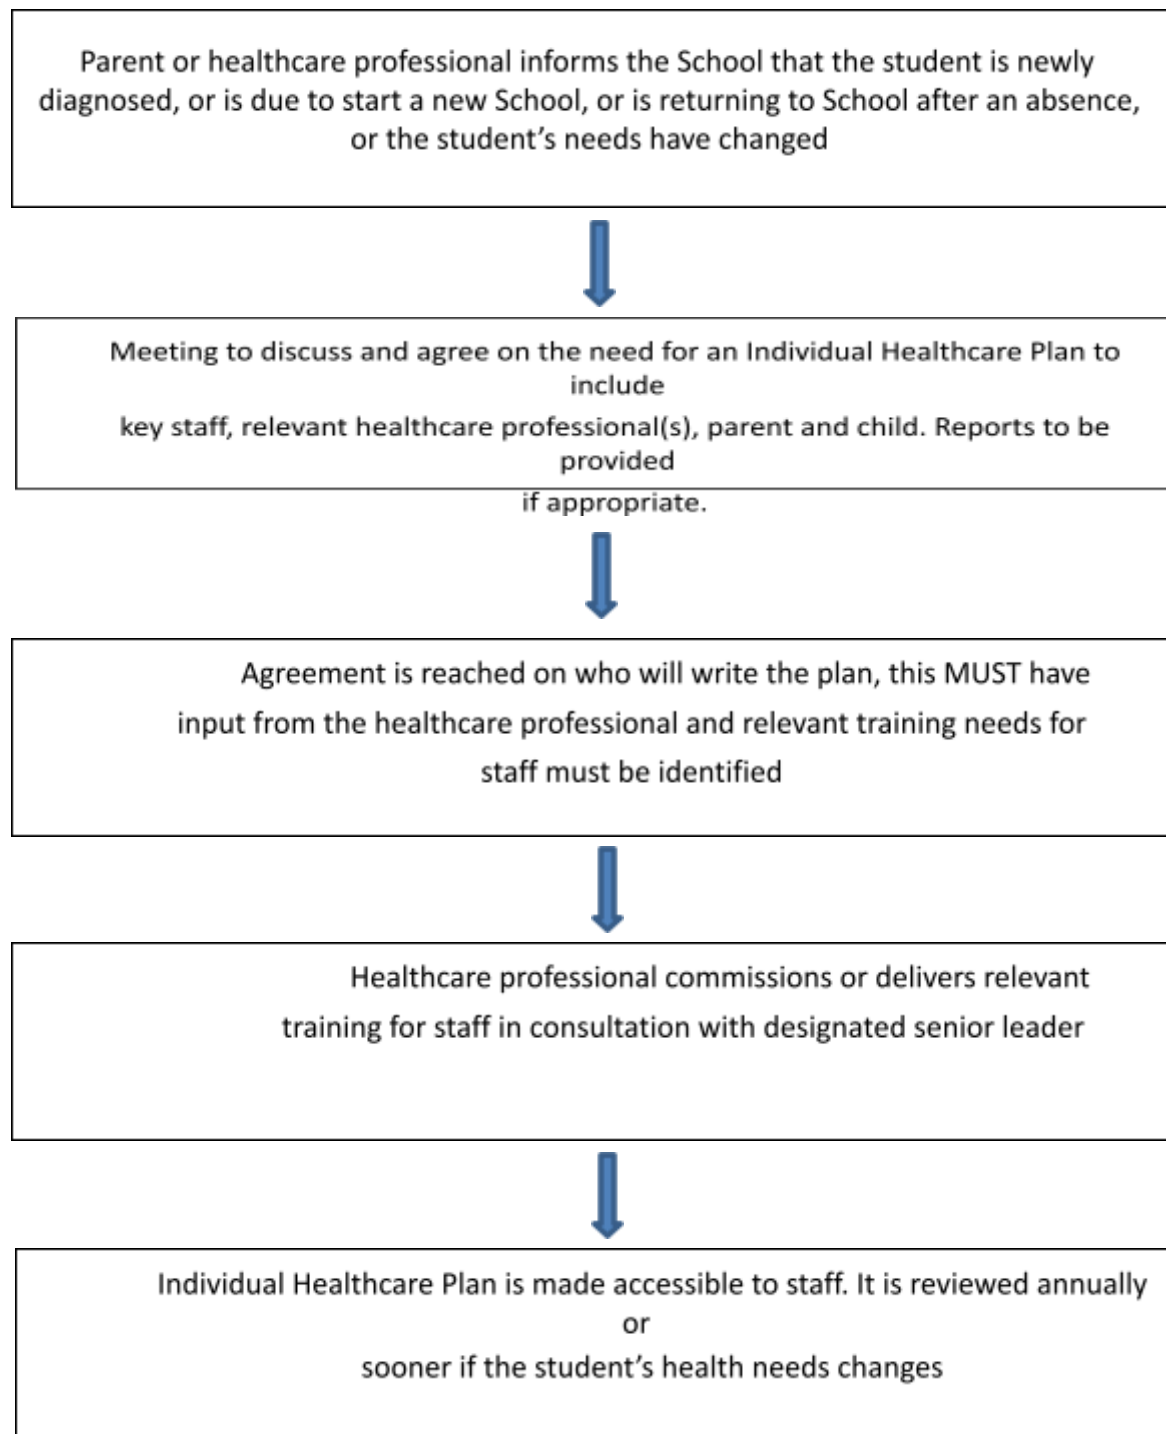 Parent or healthcare professional informs the School that the student is newly
diagnosed, or is due to start a new School, or is returning to School after an absence,
or the student’s needs have changed
Meeting to discuss and agree on the need for an Individual Healthcare Plan to
include
key staff, relevant healthcare professional(s), parent and child. Reports to be
provided
if appropriate.
Agreement is reached on who will write the plan, this MUST have
input from the healthcare professional and relevant training needs for
staff must be identified
Healthcare professional commissions or delivers relevant
training for staff in consultation with designated senior leader
Individual Healthcare Plan is made accessible to staff. It is reviewed annually
or
sooner if the student’s health needs changes